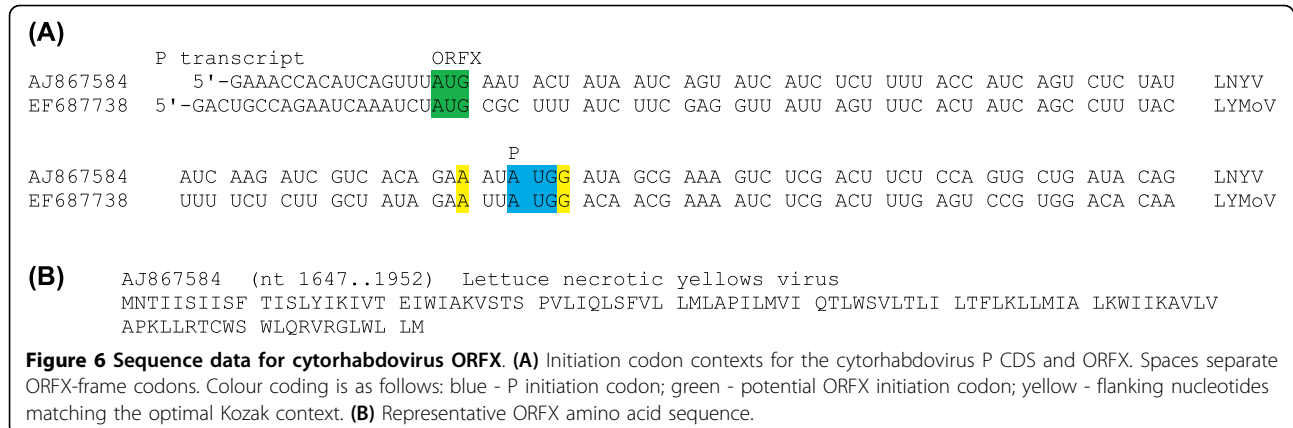 (A)
P transcript ORFX
AJ867584 5'-GAAACCACAUCAGUUUAUG AAU ACU AUA AUC AGU AUC AUC UCU UUU ACC AUC AGU CUC UAU LNYV
EF687738 5'-GACUGCCAGAAUCAAAUCUAUG CGC UUU AUC UUC GAG GUU AUU AGU UUC ACU AUC AGC CUU UAC LYMoV
P
AJ867584 AUC AAG AUC GUC ACA GAA AUA UGG AUA GCG AAA GUC UCG ACU UCU CCA GUG CUG AUA CAG LNYV
EF687738 UUU UCU CUU GCU AUA GAA UUA UGG ACA ACG AAA AUC UCG ACU UUG AGU CCG UGG ACA CAA LYMoV
(B) AJ867584 (nt 1647..1952) Lettuce necrotic yellows virus
MNTIISIISF TISLYIKIVT EIWIAKVSTS PVLIQLSFVL LMLAPILMVI QTLWSVLTLI LTFLKLLMIA LKWIIKAVLV
APKLLRTCWS WLQRVRGLWL LM
Figure 6 Sequence data for cytorhabdovirus ORFX. (A) Initiation codon contexts for the cytorhabdovirus P CDS and ORFX. Spaces separate
ORFX-frame codons. Colour coding is as follows: blue - P initiation codon; green - potential ORFX initiation codon; yellow - flanking nucleotides
matching the optimal Kozak context. (B) Representative ORFX amino acid sequence.